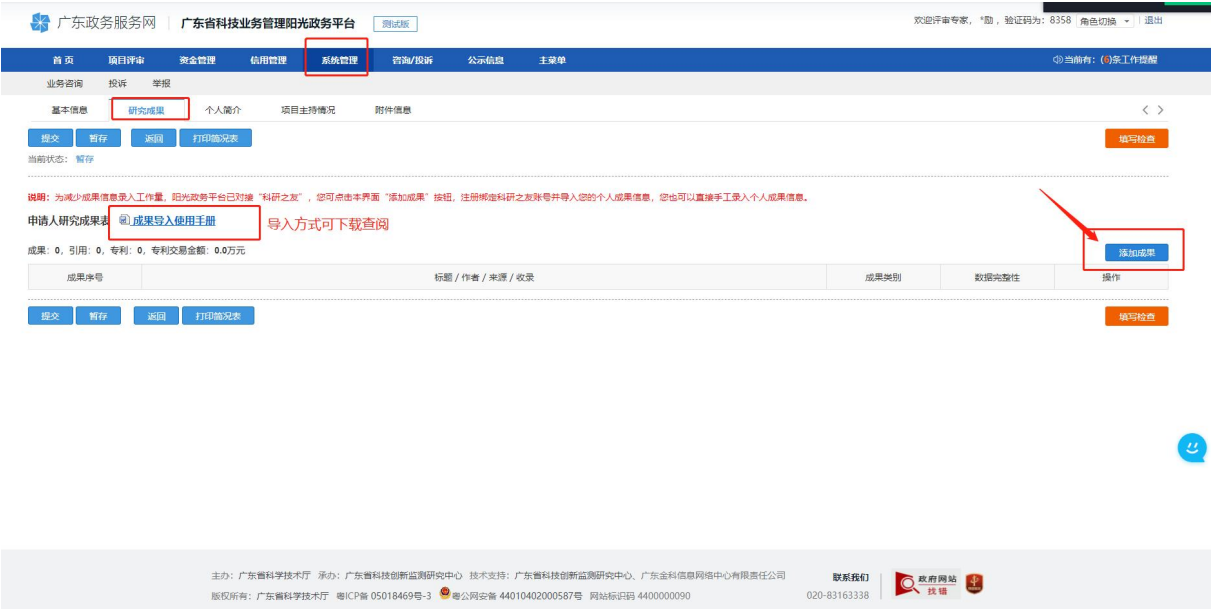 广东政务服务网 广东省科技业务管理阳光政务平台 测试版 欢迎评审专家, *励, 验证码为: 8358 角色切换 退出
首页 项目评审 资金管理 信用管理 系统管理 咨询/投诉 公示信息 主菜单 当前有: (6)条工作提醒
业务咨询 投诉 举报
基本信息 研究成果 个人简介 项目主持情况 附件信息
提交 暂存 返回 打印简况表 填写检查
当前状态: 暂存
说明: 为减少成果信息录入工作量, 阳光政务平台已对接“科研之友”, 您可点击本界面“添加成果”按钮, 注册绑定科研之友账号并导入您的个人成果信息, 您也可以直接手工录入个人成果信息。
申请人研究成果表 成果导入使用手册 导入方式可下载查阅
成果: 0, 引用: 0, 专利: 0, 专利交易金额: 0.0万元 添加成果
成果序号 标题 / 作者 / 来源 / 收录 成果类别 数据完整性 操作
提交 暂存 返回 打印简况表 填写检查
主办: 广东省科学技术厅 承办: 广东省科技创新监测研究中心 技术支持: 广东省科技创新监测研究中心、广东金科信息网络中心有限责任公司 联系我们 政府网站
版权所有: 广东省科学技术厅 粤ICP备 05018469号-3 粤公网安备 44010402000587号 网站标识码 4400000090 020-83163338 找错